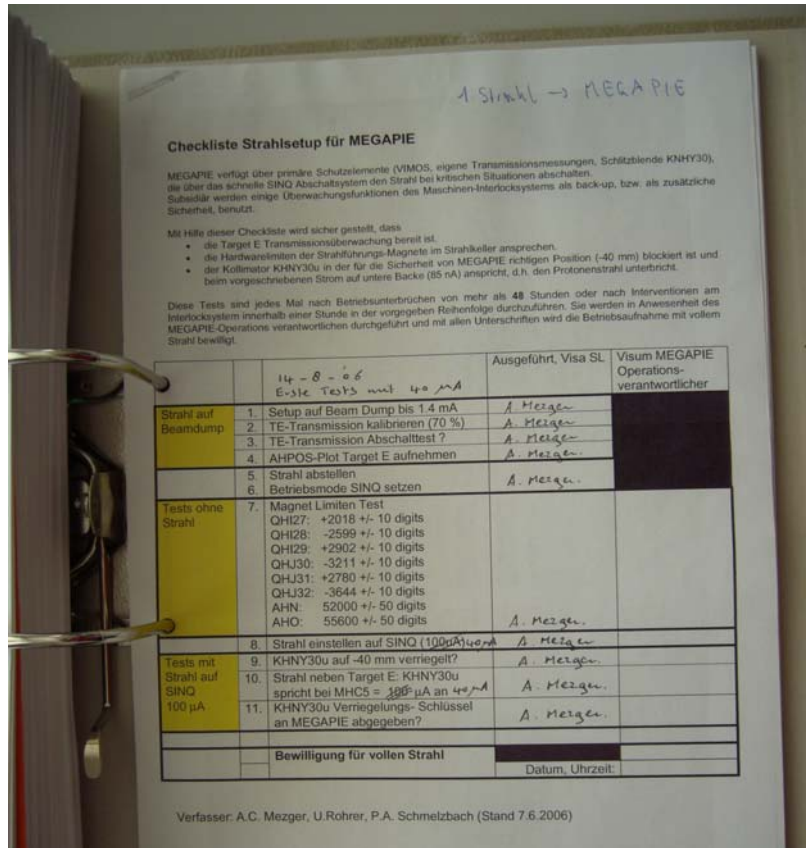 1 Strahl → MEGAPIE
Checkliste Strahlsetup für MEGAPIE
MEGAPIE verfügt über primäre Schutzelemente (VIMOS, eigene Transmissionsmessungen, Schlitzblende KNHY30),
die über das schnelle SINQ Abschaltsystem den Strahl bei kritischen Situationen abschalten.
Subsidiär werden einige Überwachungsfunktionen des Maschinen-Interlocksystems als back-up, bzw. als zusätzliche
Sicherheit, benutzt.
Mit Hilfe dieser Checkliste wird sicher gestellt, dass
• die Target E Transmissionsüberwachung bereit ist,
• die Hardwarelimiten der Strahlführungs-Magnete im Strahlkeller ansprechen.
• der Kollimator KHNY30u in der für die Sicherheit von MEGAPIE richtigen Position (-40 mm) blockiert ist und
beim vorgeschriebenen Strom auf untere Backe (85 nA) anspricht, d.h. den Protonenstrahl unterbricht.
Diese Tests sind jedes Mal nach Betriebsunterbrüchen von mehr als 48 Stunden oder nach Interventionen am
Interlocksystem innerhalb einer Stunde in der vorgegeben Reihenfolge durchzuführen. Sie werden in Anwesenheit des
MEGAPIE-Operations verantwortlichen durchgeführt und mit allen Unterschriften wird die Betriebsaufnahme mit vollem
Strahl bewilligt.
14-8-06
Erste Tests mit 40 µA
Ausgeführt, Visa SL
Visum MEGAPIE
Operations-
verantwortlicher
Strahl auf
Beamdump
1. Setup auf Beam Dump bis 1.4 mA A. Mezger
2. TE-Transmission kalibrieren (70 %) A. Mezger
3. TE-Transmission Abschalttest ? A. Mezger
4. AHPOS-Plot Target E aufnehmen A. Mezger.
5. Strahl abstellen
6. Betriebsmode SINQ setzen A. Mezger.
Tests ohne
Strahl
7. Magnet Limiten Test
QHI27: +2018 +/- 10 digits
QHI28: -2599 +/- 10 digits
QHI29: +2902 +/- 10 digits
QHJ30: -3211 +/- 10 digits
QHJ31: +2780 +/- 10 digits
QHJ32: -3644 +/- 10 digits
AHN: 52000 +/- 50 digits
AHO: 55600 +/- 50 digits A. Mezger.
8. Strahl einstellen auf SINQ (100µA) 40µA A. Mezger
Tests mit
Strahl auf
SINQ
100 µA
9. KHNY30u auf -40 mm verriegelt? A. Mezger.
10. Strahl neben Target E: KHNY30u
spricht bei MHC5 = 100 µA an 40µA A. Mezger.
11. KHNY30u Verriegelungs- Schlüssel
an MEGAPIE abgegeben? A. Mezger.
Bewilligung für vollen Strahl
Datum, Uhrzeit:
Verfasser: A.C. Mezger, U.Rohrer, P.A. Schmelzbach (Stand 7.6.2006)